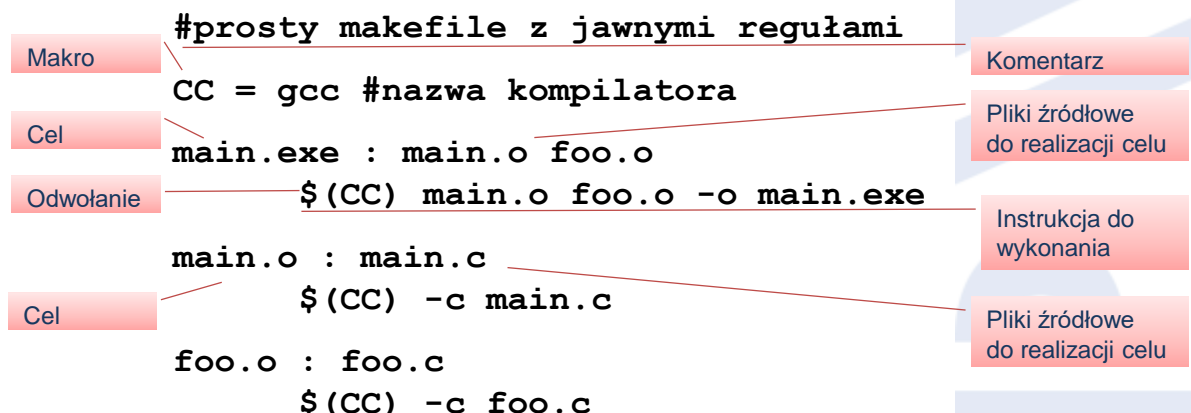 #prosty makefile z jawnymi regułami
Makro
Komentarz
CC = gcc #nazwa kompilatora
Pliki źródłowe
do realizacji celu
Cel
main.exe : main.o foo.o
Odwołanie
$(CC) main.o foo.o –o main.exe
Instrukcja do
wykonania
main.o : main.c
$(CC) –c main.c
Cel
Pliki źródłowe
do realizacji celu
foo.o : foo.c
$(CC) –c foo.c